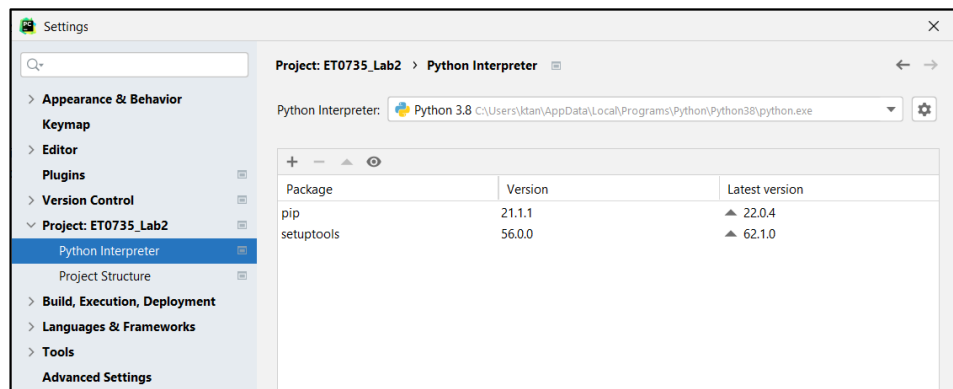 Settings
Project: ET0735_Lab2 > Python Interpreter
Appearance & Behavior
Keymap
Editor
Plugins
Version Control
Project: ET0735_Lab2
Python Interpreter
Project Structure
Build, Execution, Deployment
Languages & Frameworks
Tools
Advanced Settings
Python Interpreter: Python 3.8 C:\Users\ktan\AppData\Local\Programs\Python\Python38\python.exe
Package Version Latest version
pip 21.1.1 22.0.4
setuptools 56.0.0 62.1.0